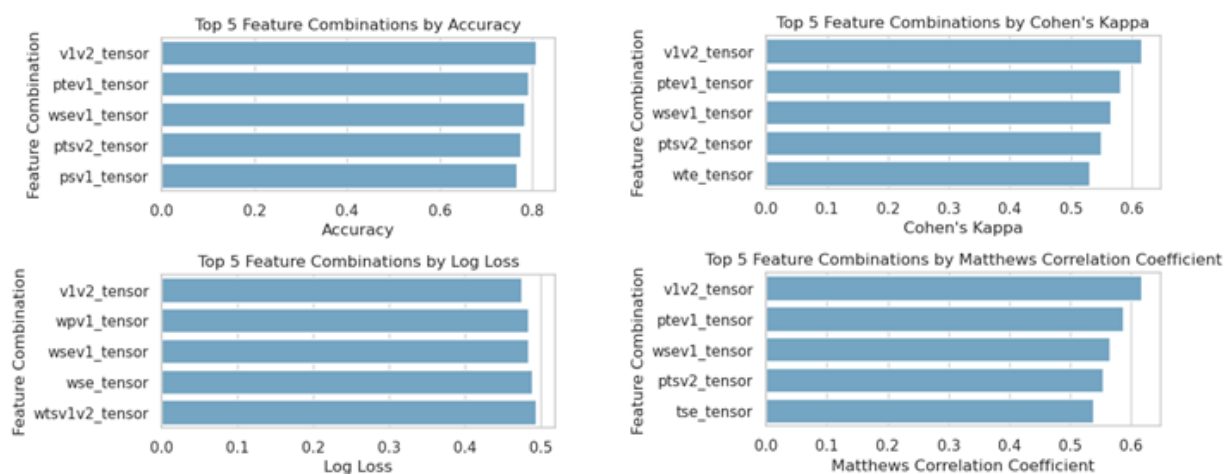 Top 5 Feature Combinations by Accuracy
Feature Combination
v1v2_tensor
ptev1_tensor
wsev1_tensor
ptsv2_tensor
psv1_tensor
0.0 0.2 0.4 0.6 0.8
Accuracy
Top 5 Feature Combinations by Cohen's Kappa
Feature Combination
v1v2_tensor
ptev1_tensor
wsev1_tensor
ptsv2_tensor
wte_tensor
0.0 0.1 0.2 0.3 0.4 0.5 0.6
Cohen's Kappa
Top 5 Feature Combinations by Log Loss
Feature Combination
v1v2_tensor
wpv1_tensor
wsev1_tensor
wse_tensor
wtsv1v2_tensor
0.0 0.1 0.2 0.3 0.4 0.5
Log Loss
Top 5 Feature Combinations by Matthews Correlation Coefficient
Feature Combination
v1v2_tensor
ptev1_tensor
wsev1_tensor
ptsv2_tensor
tse_tensor
0.0 0.1 0.2 0.3 0.4 0.5 0.6
Matthews Correlation Coefficient